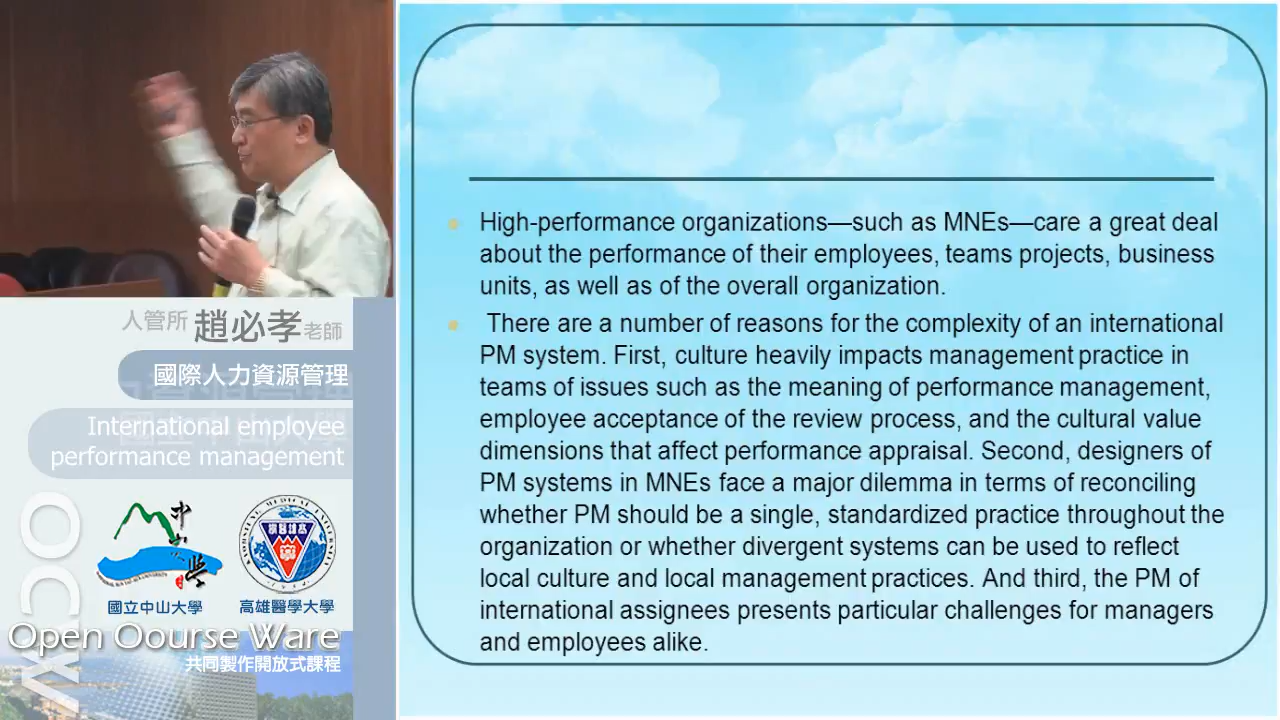 人管所 趙必孝 老師
國際人力資源管理
International employee
performance management
OCW
國立中山大學
高雄醫學大學
Open Oourse Ware
共同製作開放式課程
High-performance organizations—such as MNEs—care a great deal
about the performance of their employees, teams projects, business
units, as well as of the overall organization.
There are a number of reasons for the complexity of an international
PM system. First, culture heavily impacts management practice in
teams of issues such as the meaning of performance management,
employee acceptance of the review process, and the cultural value
dimensions that affect performance appraisal. Second, designers of
PM systems in MNEs face a major dilemma in terms of reconciling
whether PM should be a single, standardized practice throughout the
organization or whether divergent systems can be used to reflect
local culture and local management practices. And third, the PM of
international assignees presents particular challenges for managers
and employees alike.